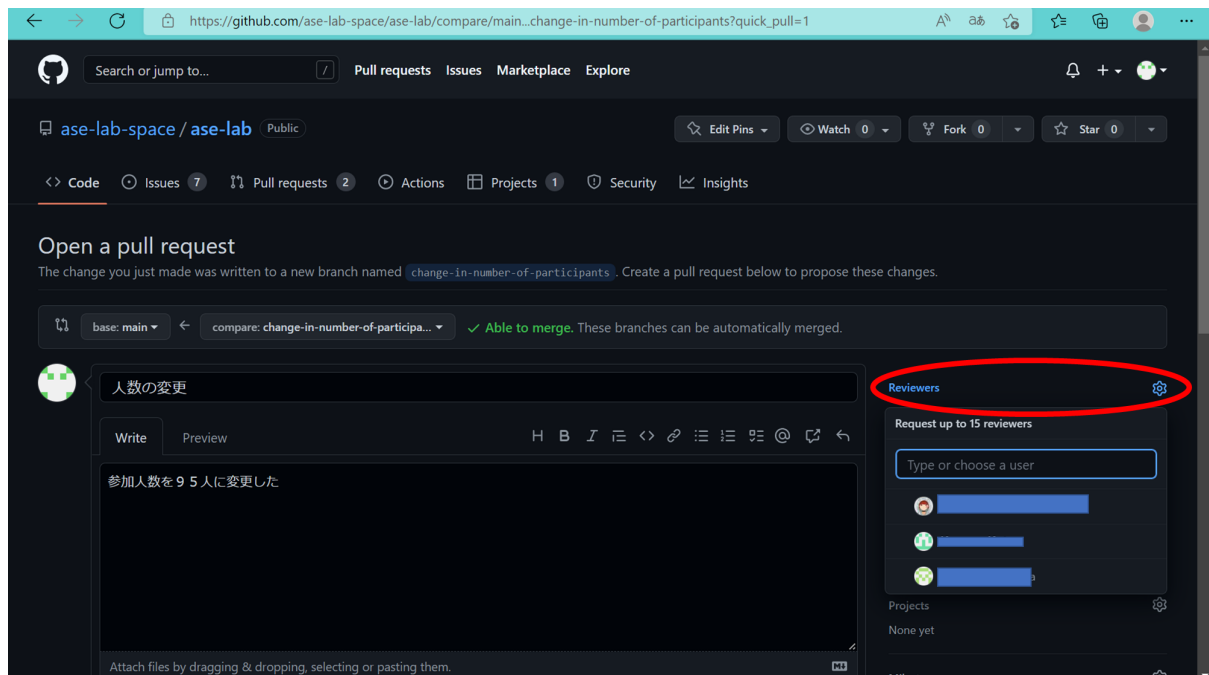 https://github.com/ase-lab-space/ase-lab/compare/main...change-in-number-of-participants?quick_pull=1
Search or jump to... / Pull requests Issues Marketplace Explore
ase-lab-space / ase-lab Public Edit Pins Watch 0 Fork 0 Star 0
Code Issues 7 Pull requests 2 Actions Projects 1 Security Insights
Open a pull request
The change you just made was written to a new branch named change-in-number-of-participants. Create a pull request below to propose these changes.
base: main compare: change-in-number-of-participa... Able to merge. These branches can be automatically merged.
人数の変更
Reviewers
Request up to 15 reviewers
Write Preview
Type or choose a user
参加人数を９５人に変更した
Projects
None yet
Attach files by dragging & dropping, selecting or pasting them.